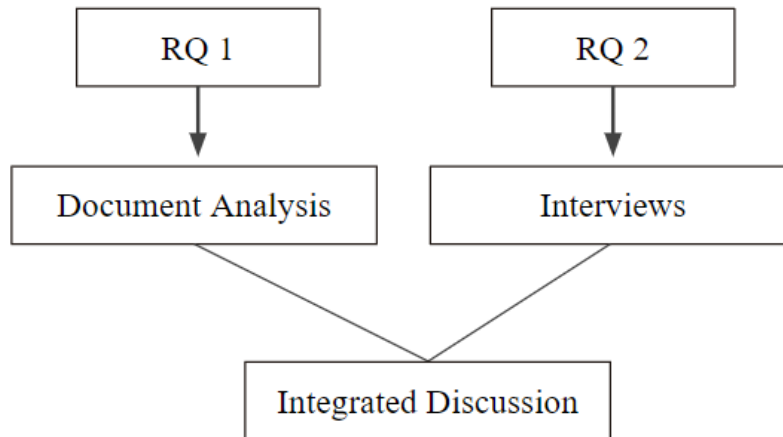 RQ 1
RQ 2
Document Analysis
Interviews
Integrated Discussion